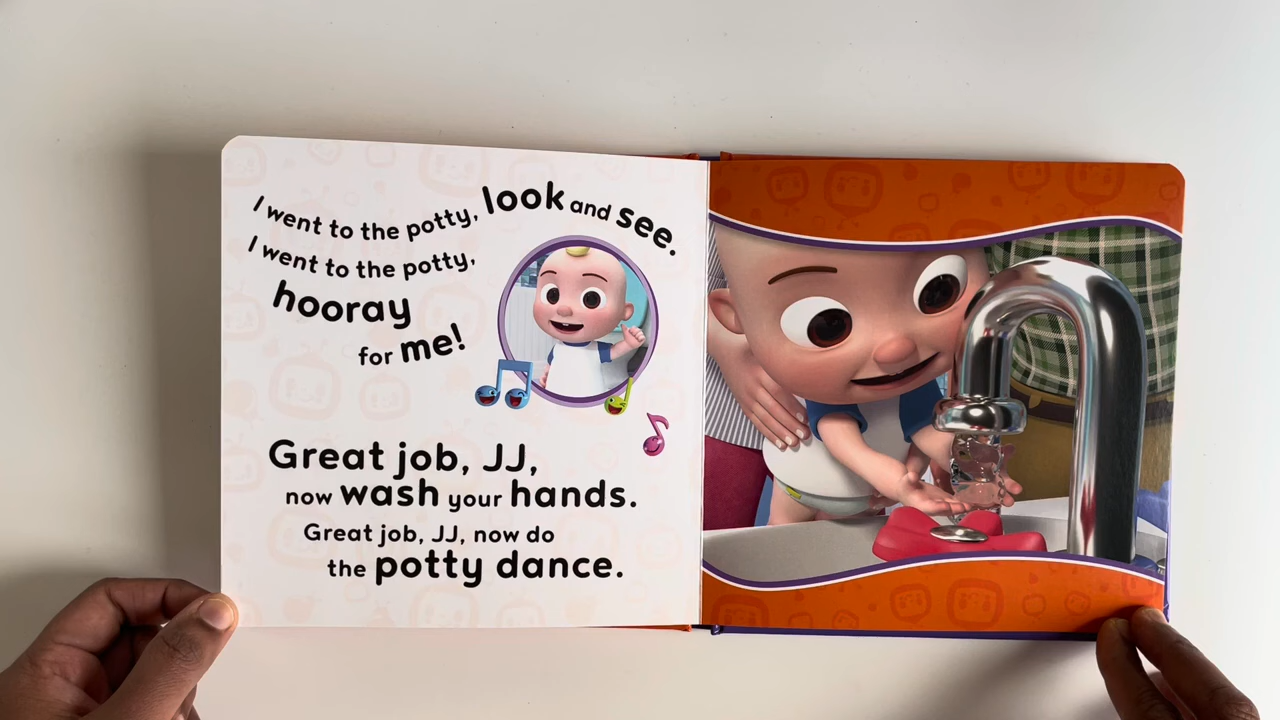 I went to the potty, look and see.
I went to the potty,
hooray
for me!
Great job, JJ,
now wash your hands.
Great job, JJ, now do
the potty dance.